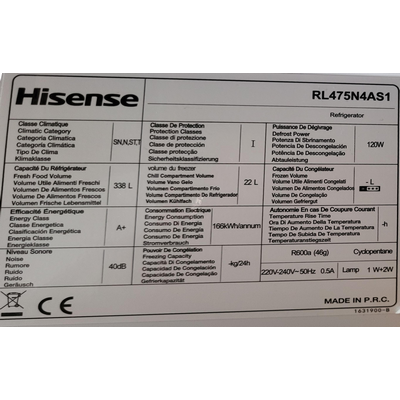 Hisense
RL475N4AS1
Refrigerator
Classe Climatique
Climatic Category
Categoría Climática
Tipo De Clima
Klimaklasse
SN,N,ST,T
Classe De Protection
Protection Classes
Classe di protezione
Clase de protección
Classe protecção
Sicherheitsklassifizierung
I
Puissance De Dégivrage
Defrost Power
Potenza Di Sbrinamento
Potencia De Descongelación
Potência De Descongelação
Abtauleistung
120W
Capacité Du Réfrigérateur
Fresh Food Volume
Volume Utile Alimenti Freschi
Volumen De Alimentos Frescos
Volume De Alimentos Frescos
Volumen Frische Lebensmittel
338 L
volume du freezer
Chill Compartment Volume
Volume Vano Gelo
Volumen Compartimento Frio
Volume Compartimento Do Refrigerador
Volumen Kühlfach
22 L
Capacité Du Congélateur
Frozen Volume
Volume Utile Alimenti Congelati
Volumen De Alimentos Congelados
Volume De Congelação
Volumen Gefriergut
- L
Efficacité Energétique
Energy Class
Classe Energetica
Clasificación Energética
Classe Energia
Energieklasse
A+
Consommation Electrique
Energy Consumption
Consumo Di Energia
Consumo De Energía
Consumo De Energia
Stromverbrauch
166kWh/annum
Autonomie En Cas De Coupure Courant
Temperature Rise Time
Ora Di Aumento Della Temperatura
Tiempo De Aumento De La Temperatura
Tempo De Subida De Temperatura
Temperaturanstiegszeit
-h
Niveau Sonore
Noise
Rumore
Ruido
Ruído
Geräusch
40dB
Pouvoir De Congélation
Freezing Capacity
Capacità Di Congelamento
Capacidad De Congelación
Capacidade De Congelação
Gefrierkapazität
-kg/24h
R600a (46g)
Cyclopentane
220V-240V~50Hz 0.5A
Lamp
1 W+2W
CE
MADE IN P.R.C.
1631900-B